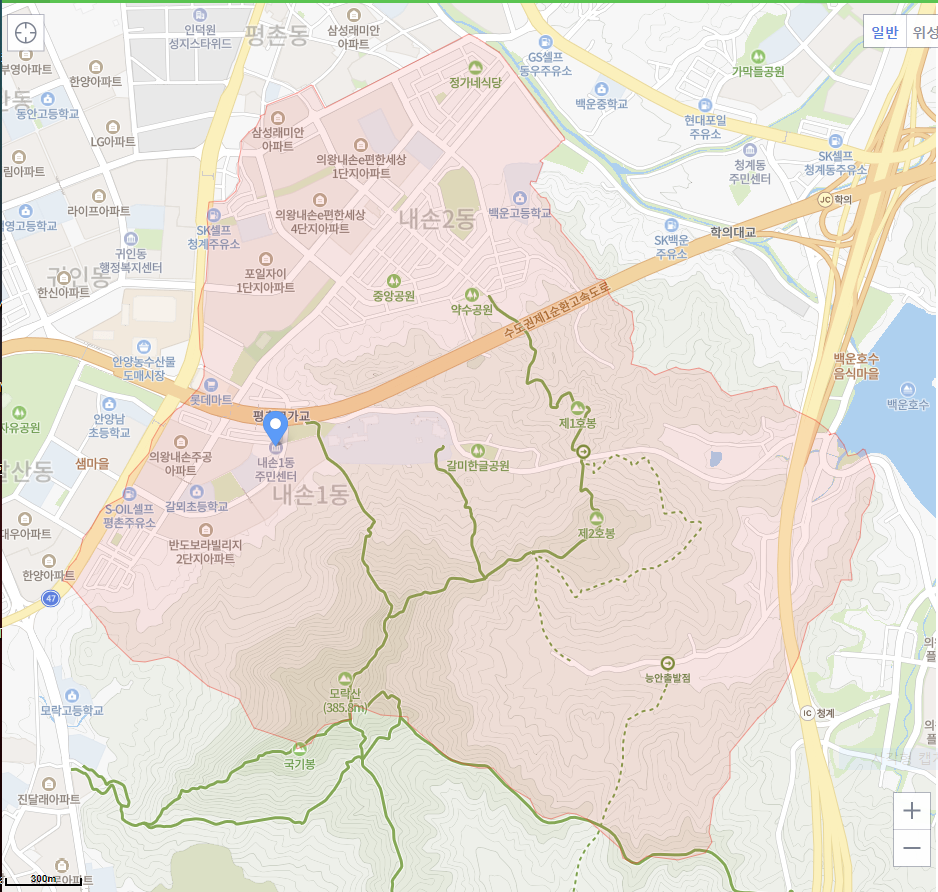 인덕원
성지스타위드
평촌동
삼성래미안
아파트
일반
위성
GS셀프
동우주유소
정가네식당
가막들공원
부영아파트
한양아파트
동안고등학교
백운중학교
현대포일
주유소
LG아파트
삼성래미안
아파트
의왕내손e편한세상
1단지아파트
SK셀프
청계동주유소
청계동
주민센터
림아파트
라이프아파트
의왕내손e편한세상
4단지아파트
내손2동
백운고등학교
JC 학의
SK셀프
청계주유소
SK백운
주유소
학의대교
귀인동
행정복지센터
귀인동
한신아파트
포일자이
1단지아파트
중앙공원
약수공원
수도권제1순환고속도로
안양농수산물
도매시장
롯데마트
백운호수
음식마을
백운호수
자유공원
안양남
초등학교
제1호봉
의왕내손주공
아파트
내손1동
주민센터
갈미한글공원
샘마을
내손1동
S-OIL셀프
평촌주유소
갈뫼초등학교
제2호봉
대우아파트
반도보라빌리지
2단지아파트
한양아파트
47
능안출발점
모락산
(385.8m)
모락고등학교
IC 청계
국기봉
진달래아파트
300m